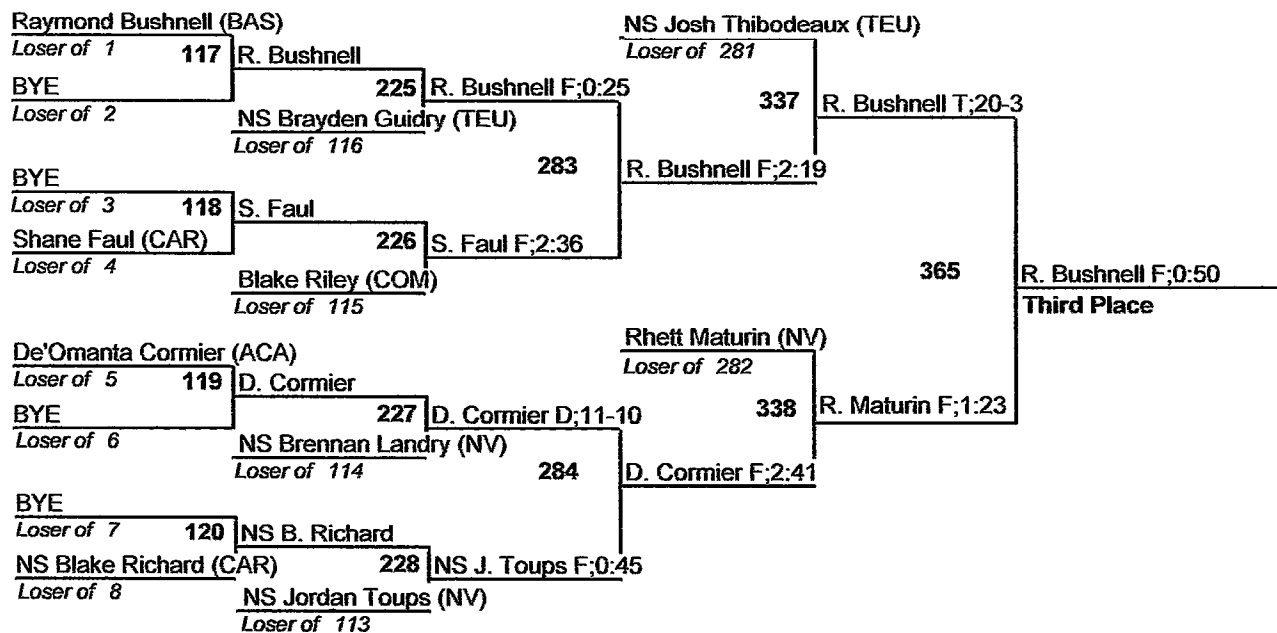 Raymond Bushnell (BAS)
Loser of 1
117
R. Bushnell
BYE
Loser of 2
225
R. Bushnell F;0:25
NS Brayden Guidry (TEU)
Loser of 116
BYE
Loser of 3
118
S. Faul
Shane Faul (CAR)
Loser of 4
226
S. Faul F;2:36
Blake Riley (COM)
Loser of 115
283
R. Bushnell F;2:19
NS Josh Thibodeaux (TEU)
Loser of 281
337
R. Bushnell T;20-3
De'Omanta Cormier (ACA)
Loser of 5
119
D. Cormier
BYE
Loser of 6
227
D. Cormier D;11-10
NS Brennan Landry (NV)
Loser of 114
BYE
Loser of 7
120
NS B. Richard
NS Blake Richard (CAR)
Loser of 8
228
NS J. Toups F;0:45
NS Jordan Toups (NV)
Loser of 113
284
D. Cormier F;2:41
Rhett Maturin (NV)
Loser of 282
338
R. Maturin F;1:23
365
R. Bushnell F;0:50
Third Place